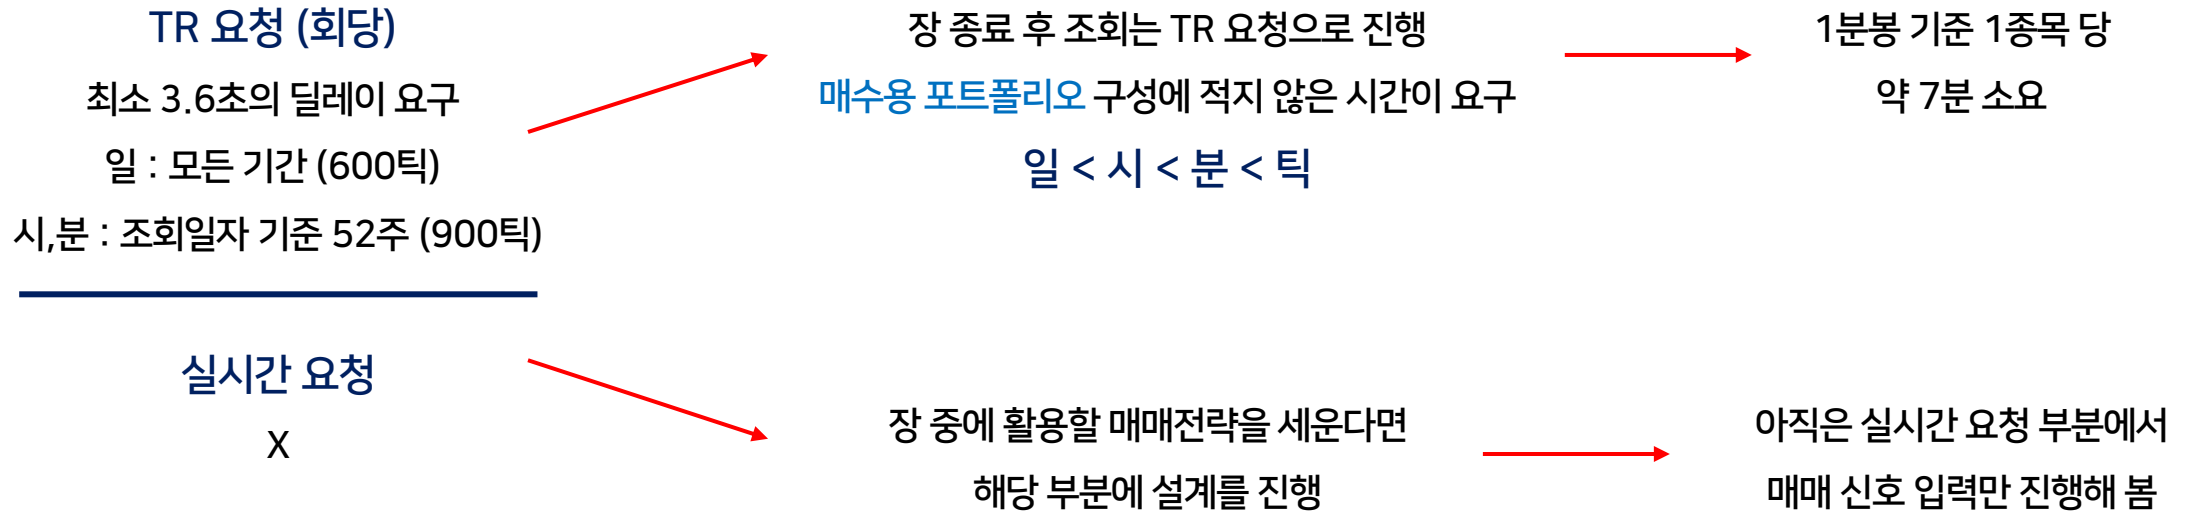 TR 요청 (회당)
최소 3.6초의 딜레이 요구
일 : 모든 기간 (600틱)
시,분 : 조회일자 기준 52주 (900틱)
장 종료 후 조회는 TR 요청으로 진행
매수용 포트폴리오 구성에 적지 않은 시간이 요구
일 < 시 < 분 < 틱
1분봉 기준 1종목 당
약 7분 소요
실시간 요청
X
장 중에 활용할 매매전략을 세운다면
해당 부분에 설계를 진행
아직은 실시간 요청 부분에서
매매 신호 입력만 진행해 봄